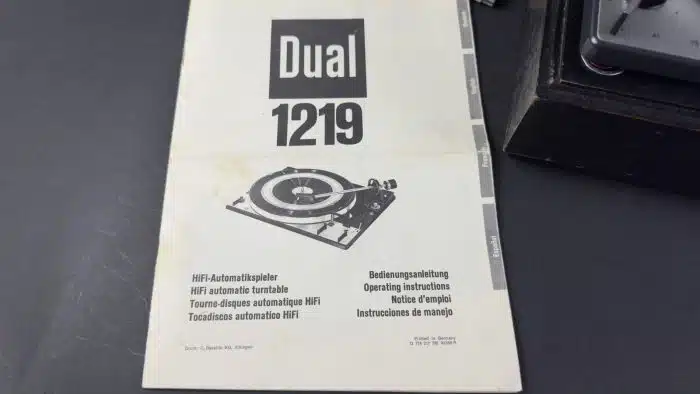 Dual
1219
HiFi-Automatikspieler
HiFi automatic turntable
Tourne-disques automatique HiFi
Tocadiscos automatico HiFi
Bedienungsanleitung
Operating instructions
Notice d'emploi
Instrucciones de manejo
Printed in Germany
Español